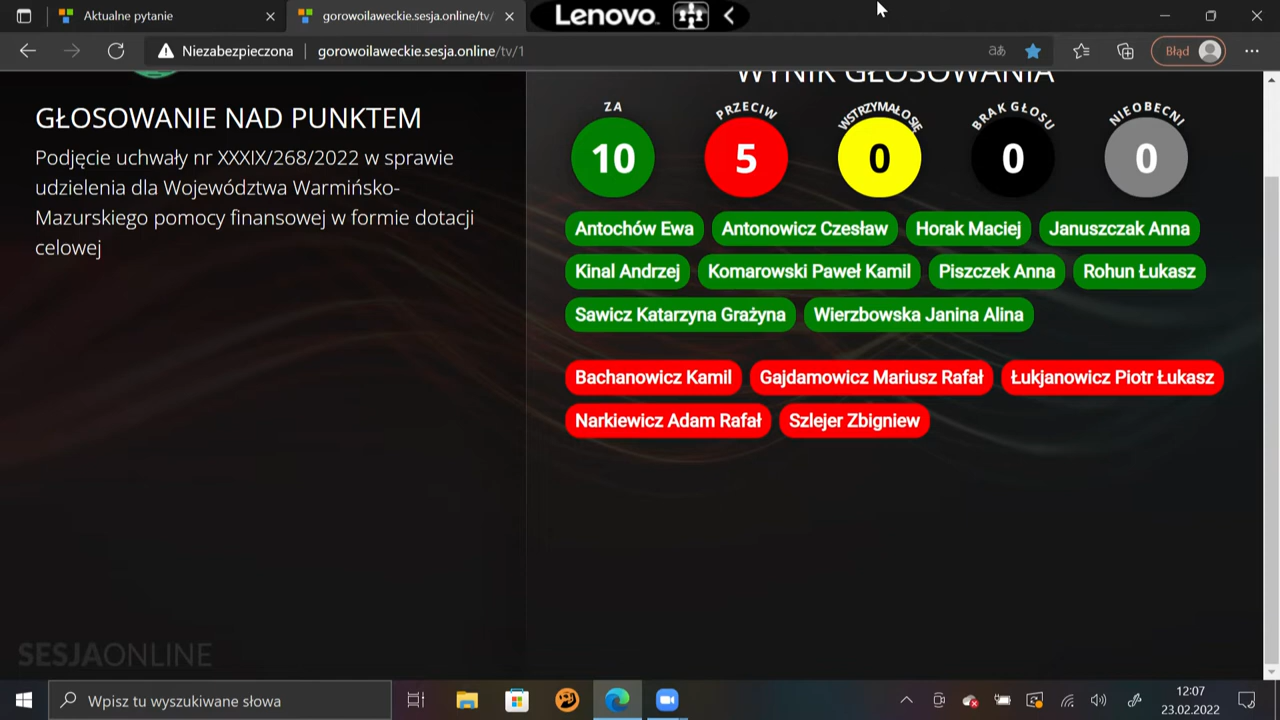 Aktualne pytanie
gorowoilaweckie.sesja.online/tv/
Lenovo
Niezabezpieczona
gorowoilaweckie.sesja.online/tv/1
aあ
Błąd
GŁOSOWANIE NAD PUNKTEM
Podjęcie uchwały nr XXXIX/268/2022 w sprawie
udzielenia dla Województwa Warmińsko-
Mazurskiego pomocy finansowej w formie dotacji
celowej
WYNIK GŁOSOWANIA
ZA PRZECIW WSTRZYMAŁO SIĘ BRAK GŁOSU NIEOBECNI
10 5 0 0 0
Antochów Ewa Antonowicz Czesław Horak Maciej Januszczak Anna
Kinal Andrzej Komarowski Paweł Kamil Piszczek Anna Rohun Łukasz
Sawicz Katarzyna Grażyna Wierzbowska Janina Alina
Bachanowicz Kamil Gajdamowicz Mariusz Rafał Łukjanowicz Piotr Łukasz
Narkiewicz Adam Rafał Szlejer Zbigniew
SESJAONLINE
Wpisz tu wyszukiwane słowa
12:07
23.02.2022